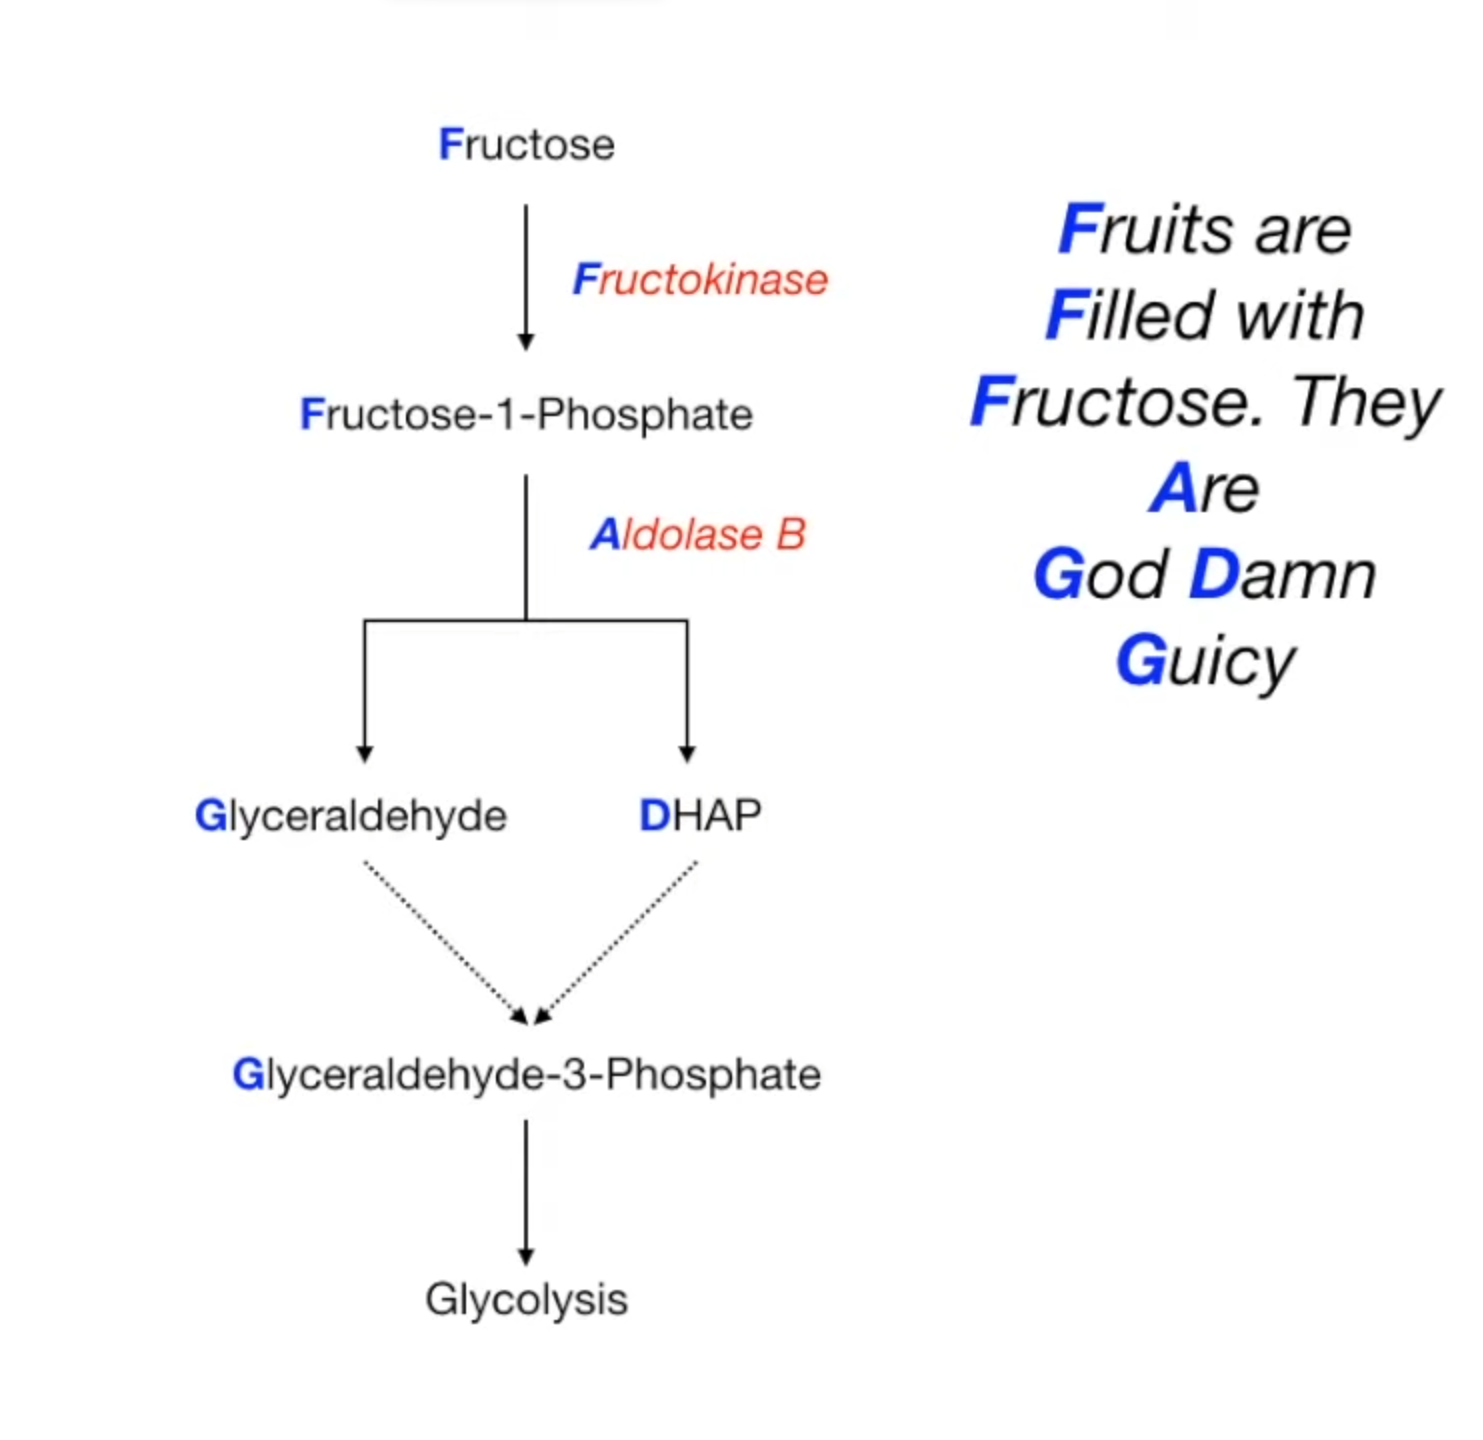 Fructose
Fructokinase
Fructose-1-Phosphate
Aldolase B
Glyceraldehyde
DHAP
Glyceraldehyde-3-Phosphate
Glycolysis
Fruits are
Filled with
Fructose. They
Are
God Damn
Guicy